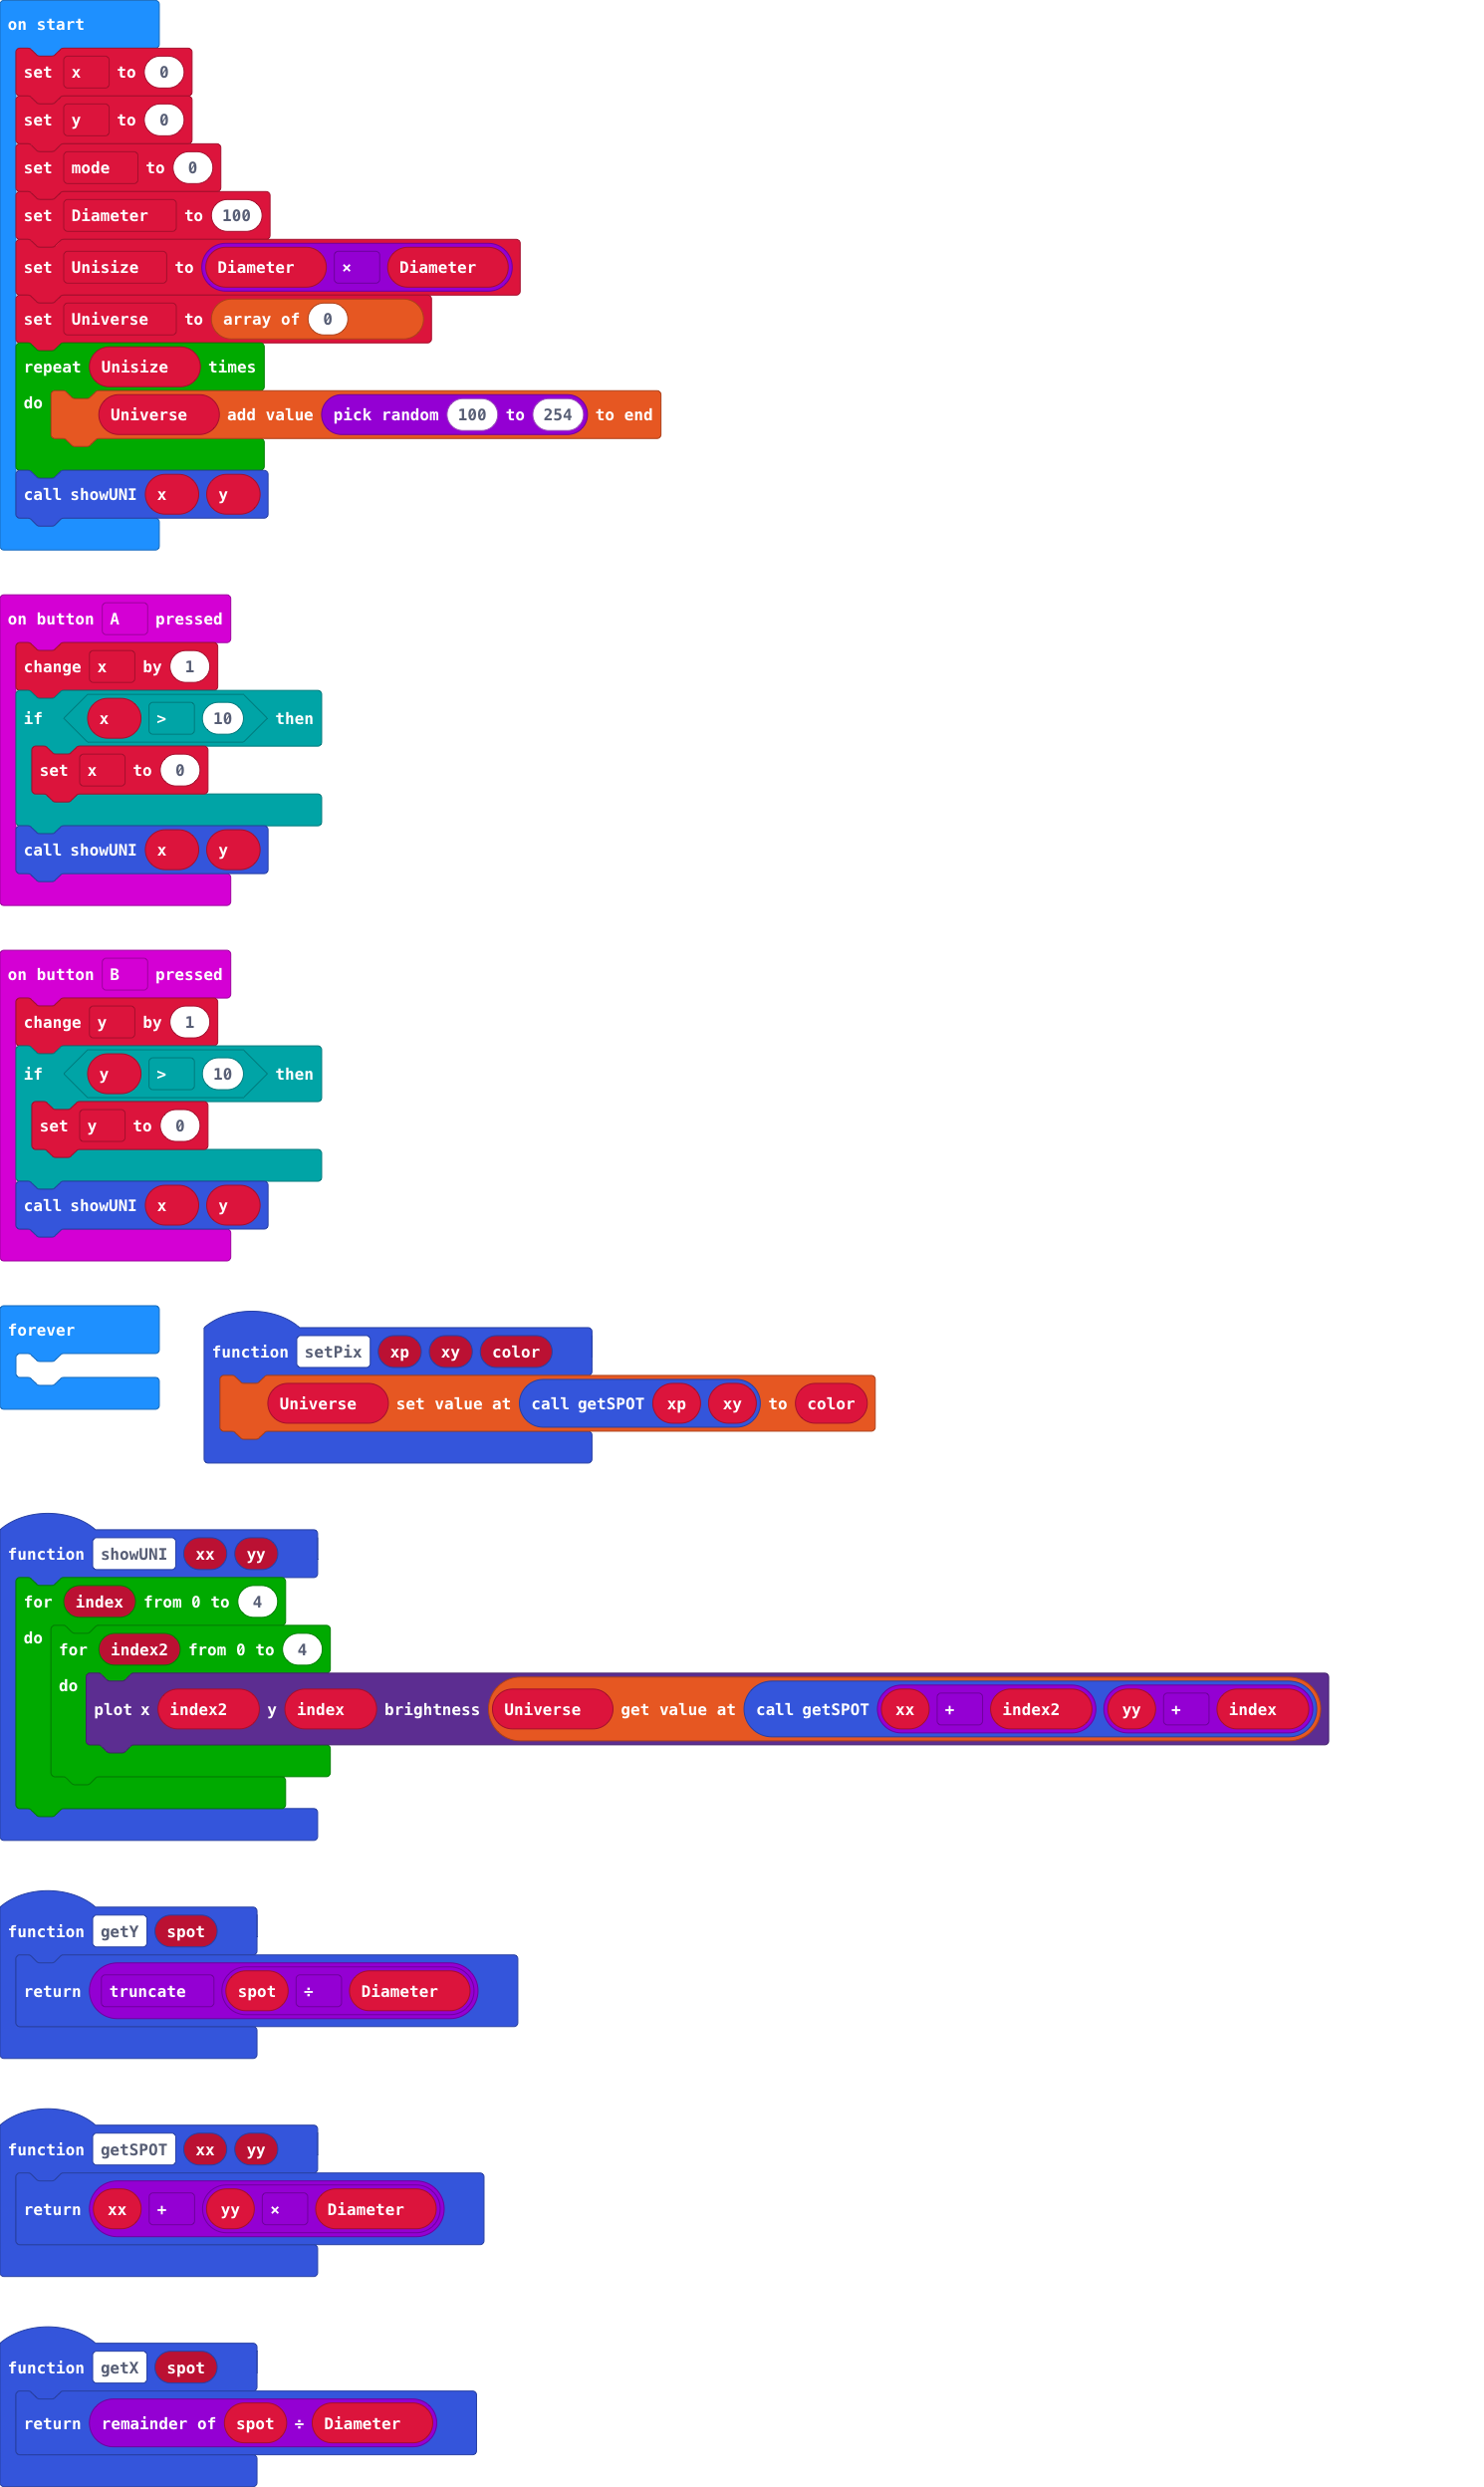 on start
set x to 0
set y to 0
set mode to 0
set Diameter to 100
set Unisize to Diameter × Diameter
set Universe to array of 0
repeat Unisize times
do Universe add value pick random 100 to 254 to end
call showUNI x y
on button A pressed
change x by 1
if x > 10 then
set x to 0
call showUNI x y
on button B pressed
change y by 1
if y > 10 then
set y to 0
call showUNI x y
forever
function setPix xp xy color
Universe set value at call getSPOT xp xy to color
function showUNI xx yy
for index from 0 to 4
do for index2 from 0 to 4
do plot x index2 y index brightness Universe get value at call getSPOT xx + index2 yy + index
function getY spot
return truncate spot ÷ Diameter
function getSPOT xx yy
return xx + yy × Diameter
function getX spot
return remainder of spot ÷ Diameter